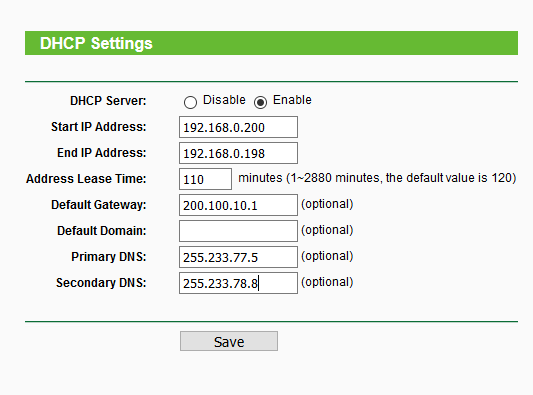 DHCP Settings
DHCP Server: Disable Enable
Start IP Address: 192.168.0.200
End IP Address: 192.168.0.198
Address Lease Time: 110 minutes (1~2880 minutes, the default value is 120)
Default Gateway: 200.100.10.1 (optional)
Default Domain: (optional)
Primary DNS: 255.233.77.5 (optional)
Secondary DNS: 255.233.78.8 (optional)
Save